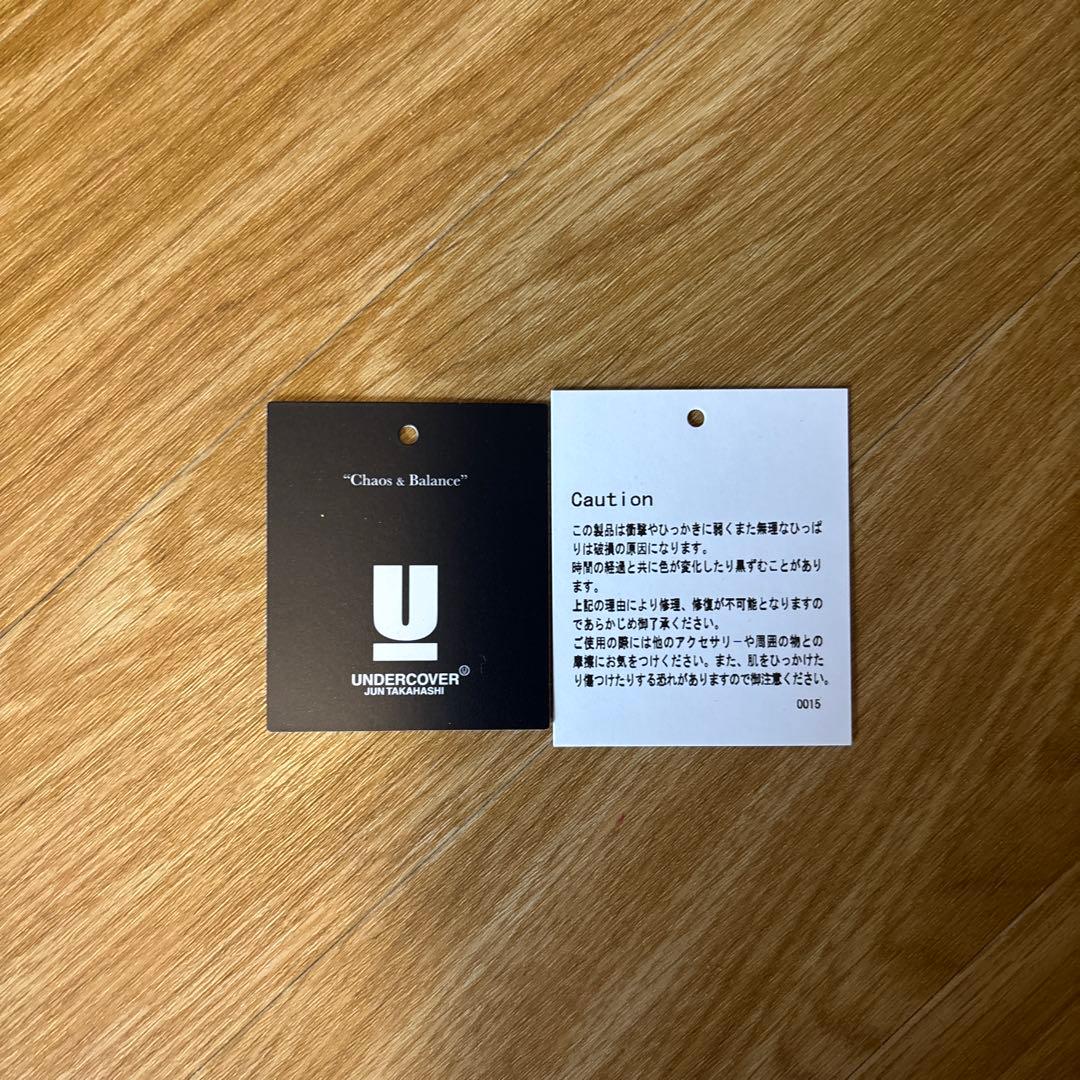 “Chaos & Balance”
U
UNDERCOVER
JUN TAKAHASHI
Caution
この製品は衝撃やひっかきに弱くまた無理なひっぱ
りは破損の原因になります。
時間の経過と共に色が変化したり黒ずむことがあり
ます。
上記の理由により修理、修復が不可能となりますの
であらかじめ御了承ください。
ご使用の際には他のアクセサリーや周囲の物との
摩擦にお気をつけください。また、肌をひっかけた
り傷つけたりする恐れがありますので御注意ください。
0015